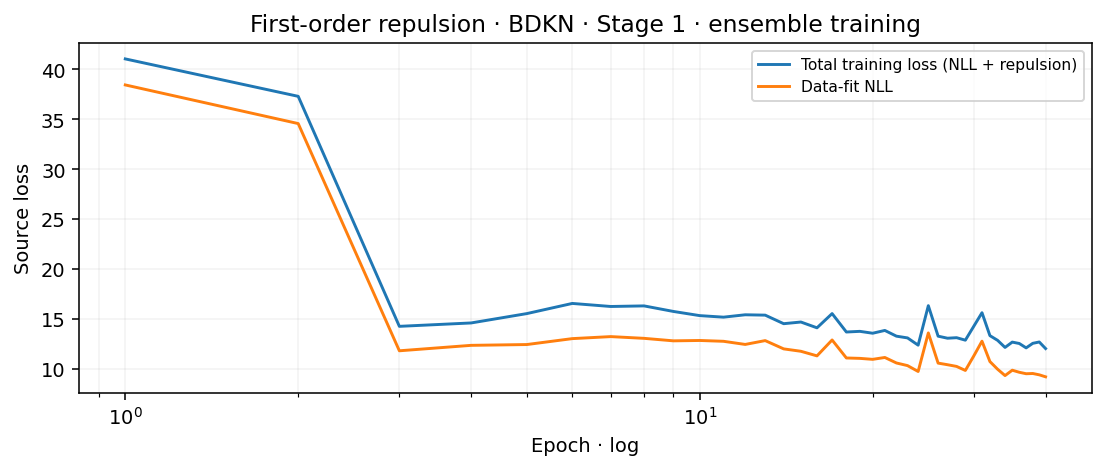 First-order repulsion · BDKN · Stage 1 · ensemble training
Total training loss (NLL + repulsion)
Data-fit NLL
Source loss
40
35
30
25
20
15
10
10⁰
10¹
Epoch · log